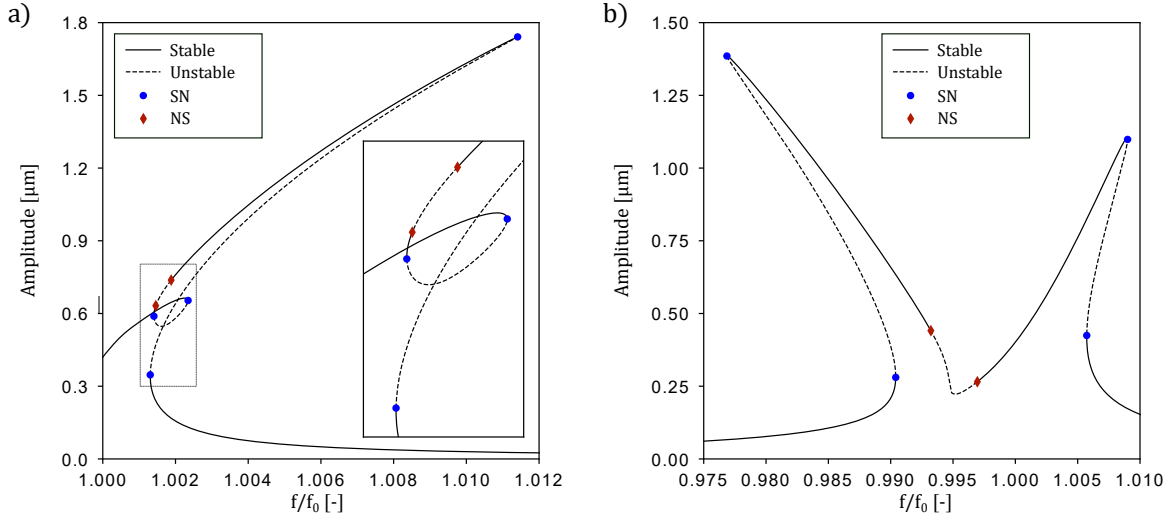 a)
Amplitude [μm]
1.8
1.5
1.2
0.9
0.6
0.3
0.0
Stable
Unstable
SN
NS
1.000 1.002 1.004 1.006 1.008 1.010 1.012
f/f0 [-]
b)
Amplitude [μm]
1.50
1.25
1.00
0.75
0.50
0.25
0.00
Stable
Unstable
SN
NS
0.975 0.980 0.985 0.990 0.995 1.000 1.005 1.010
f/f0 [-]